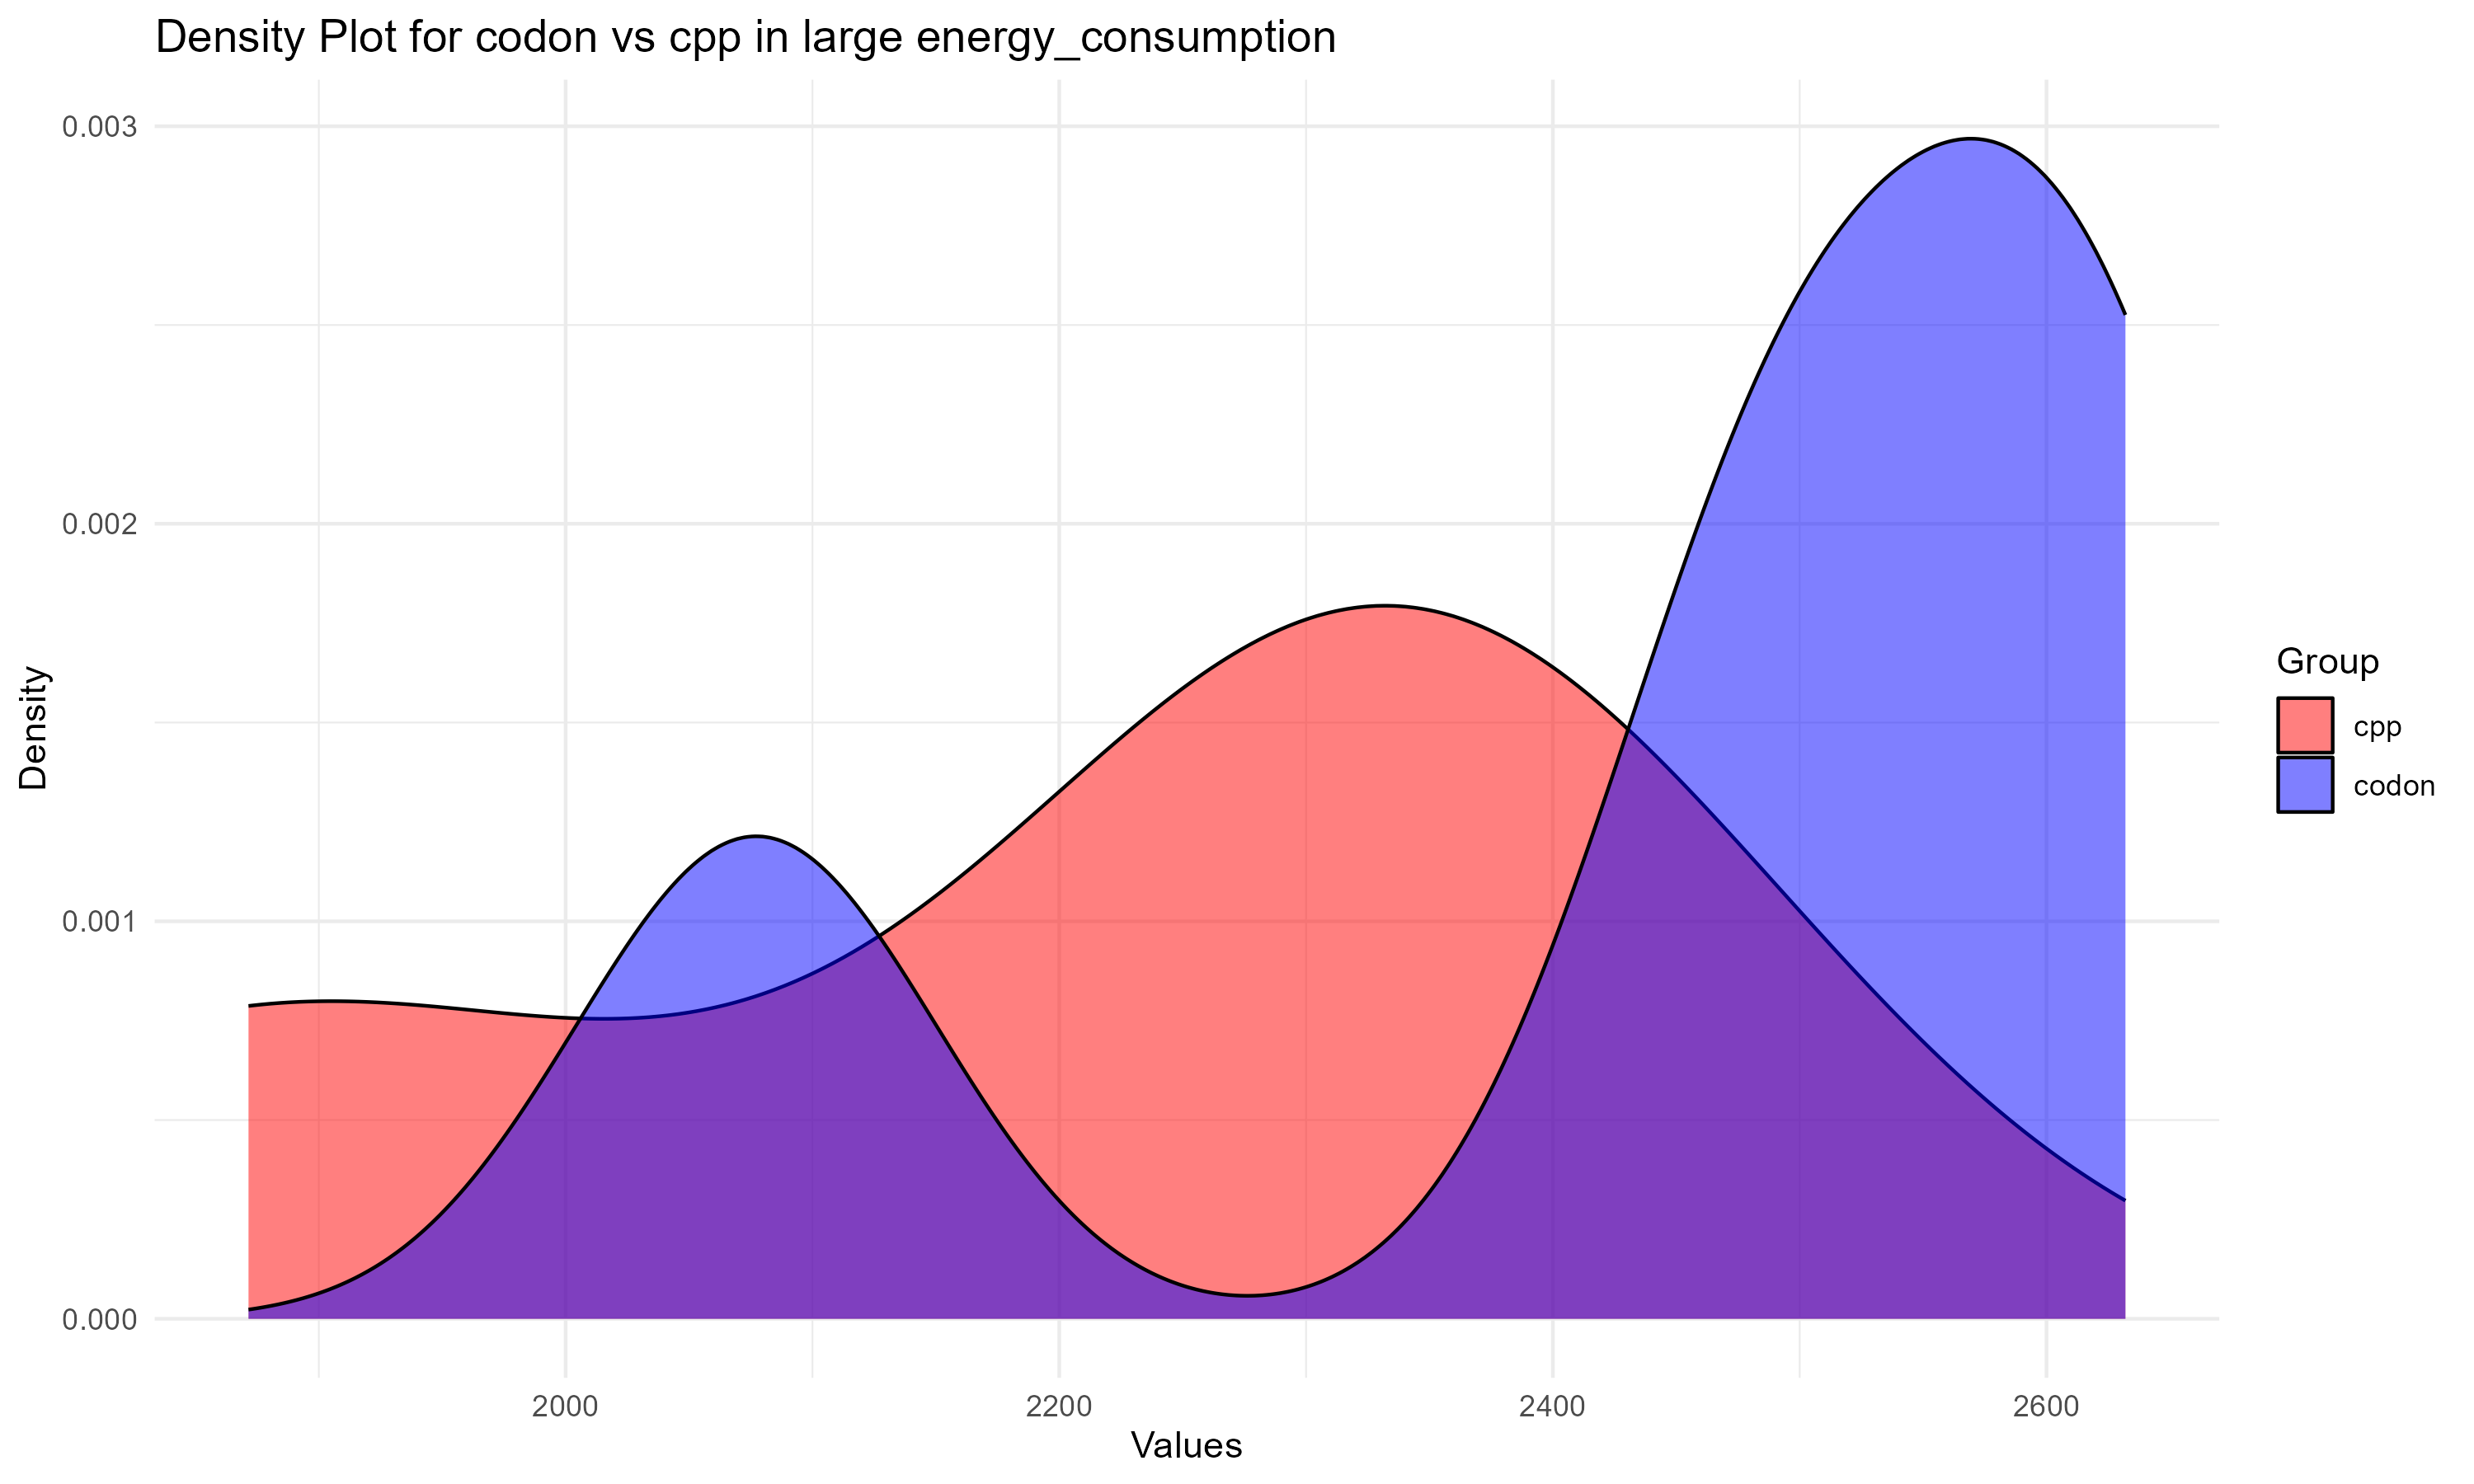 Density Plot for codon vs cpp in large energy_consumption
0.003
0.002
0.001
0.000
Density
2000 2200 2400 2600
Values
Group
cpp
codon